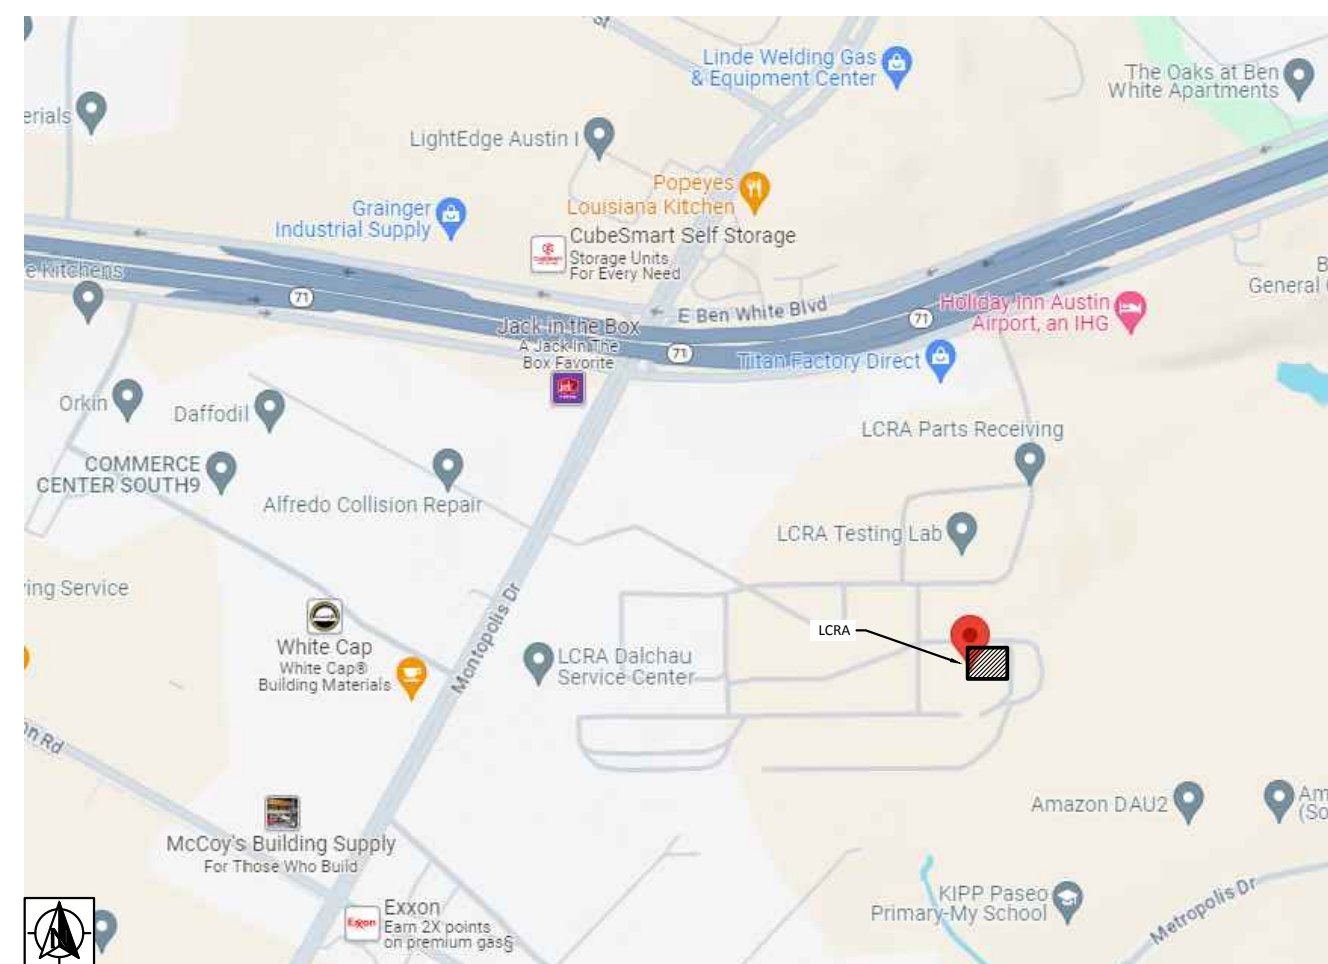 Linde Welding Gas
& Equipment Center
The Oaks at Ben
White Apartments
erials
LightEdge Austin I
Popeyes
Louisiana Kitchen
Grainger
Industrial Supply
CubeSmart Self Storage
Storage Units
For Every Need
e Kitchens
71
E Ben White Blvd
71
Holiday Inn Austin
Airport, an IHG
B
General
Jack in the Box
A Jack In The
Box Favorite
71
Titan Factory Direct
Orkin
Daffodil
LCRA Parts Receiving
COMMERCE
CENTER SOUTH9
Alfredo Collision Repair
LCRA Testing Lab
ing Service
Montopolis Dr
LCRA
White Cap
White Cap®
Building Materials
LCRA Dalchau
Service Center
on Rd
Amazon DAU2
Am
(So
McCoy's Building Supply
For Those Who Build
KIPP Paseo
Primary-My School
Metropolis Dr
Exxon
Exxon
Earn 2X points
on premium gas§
N